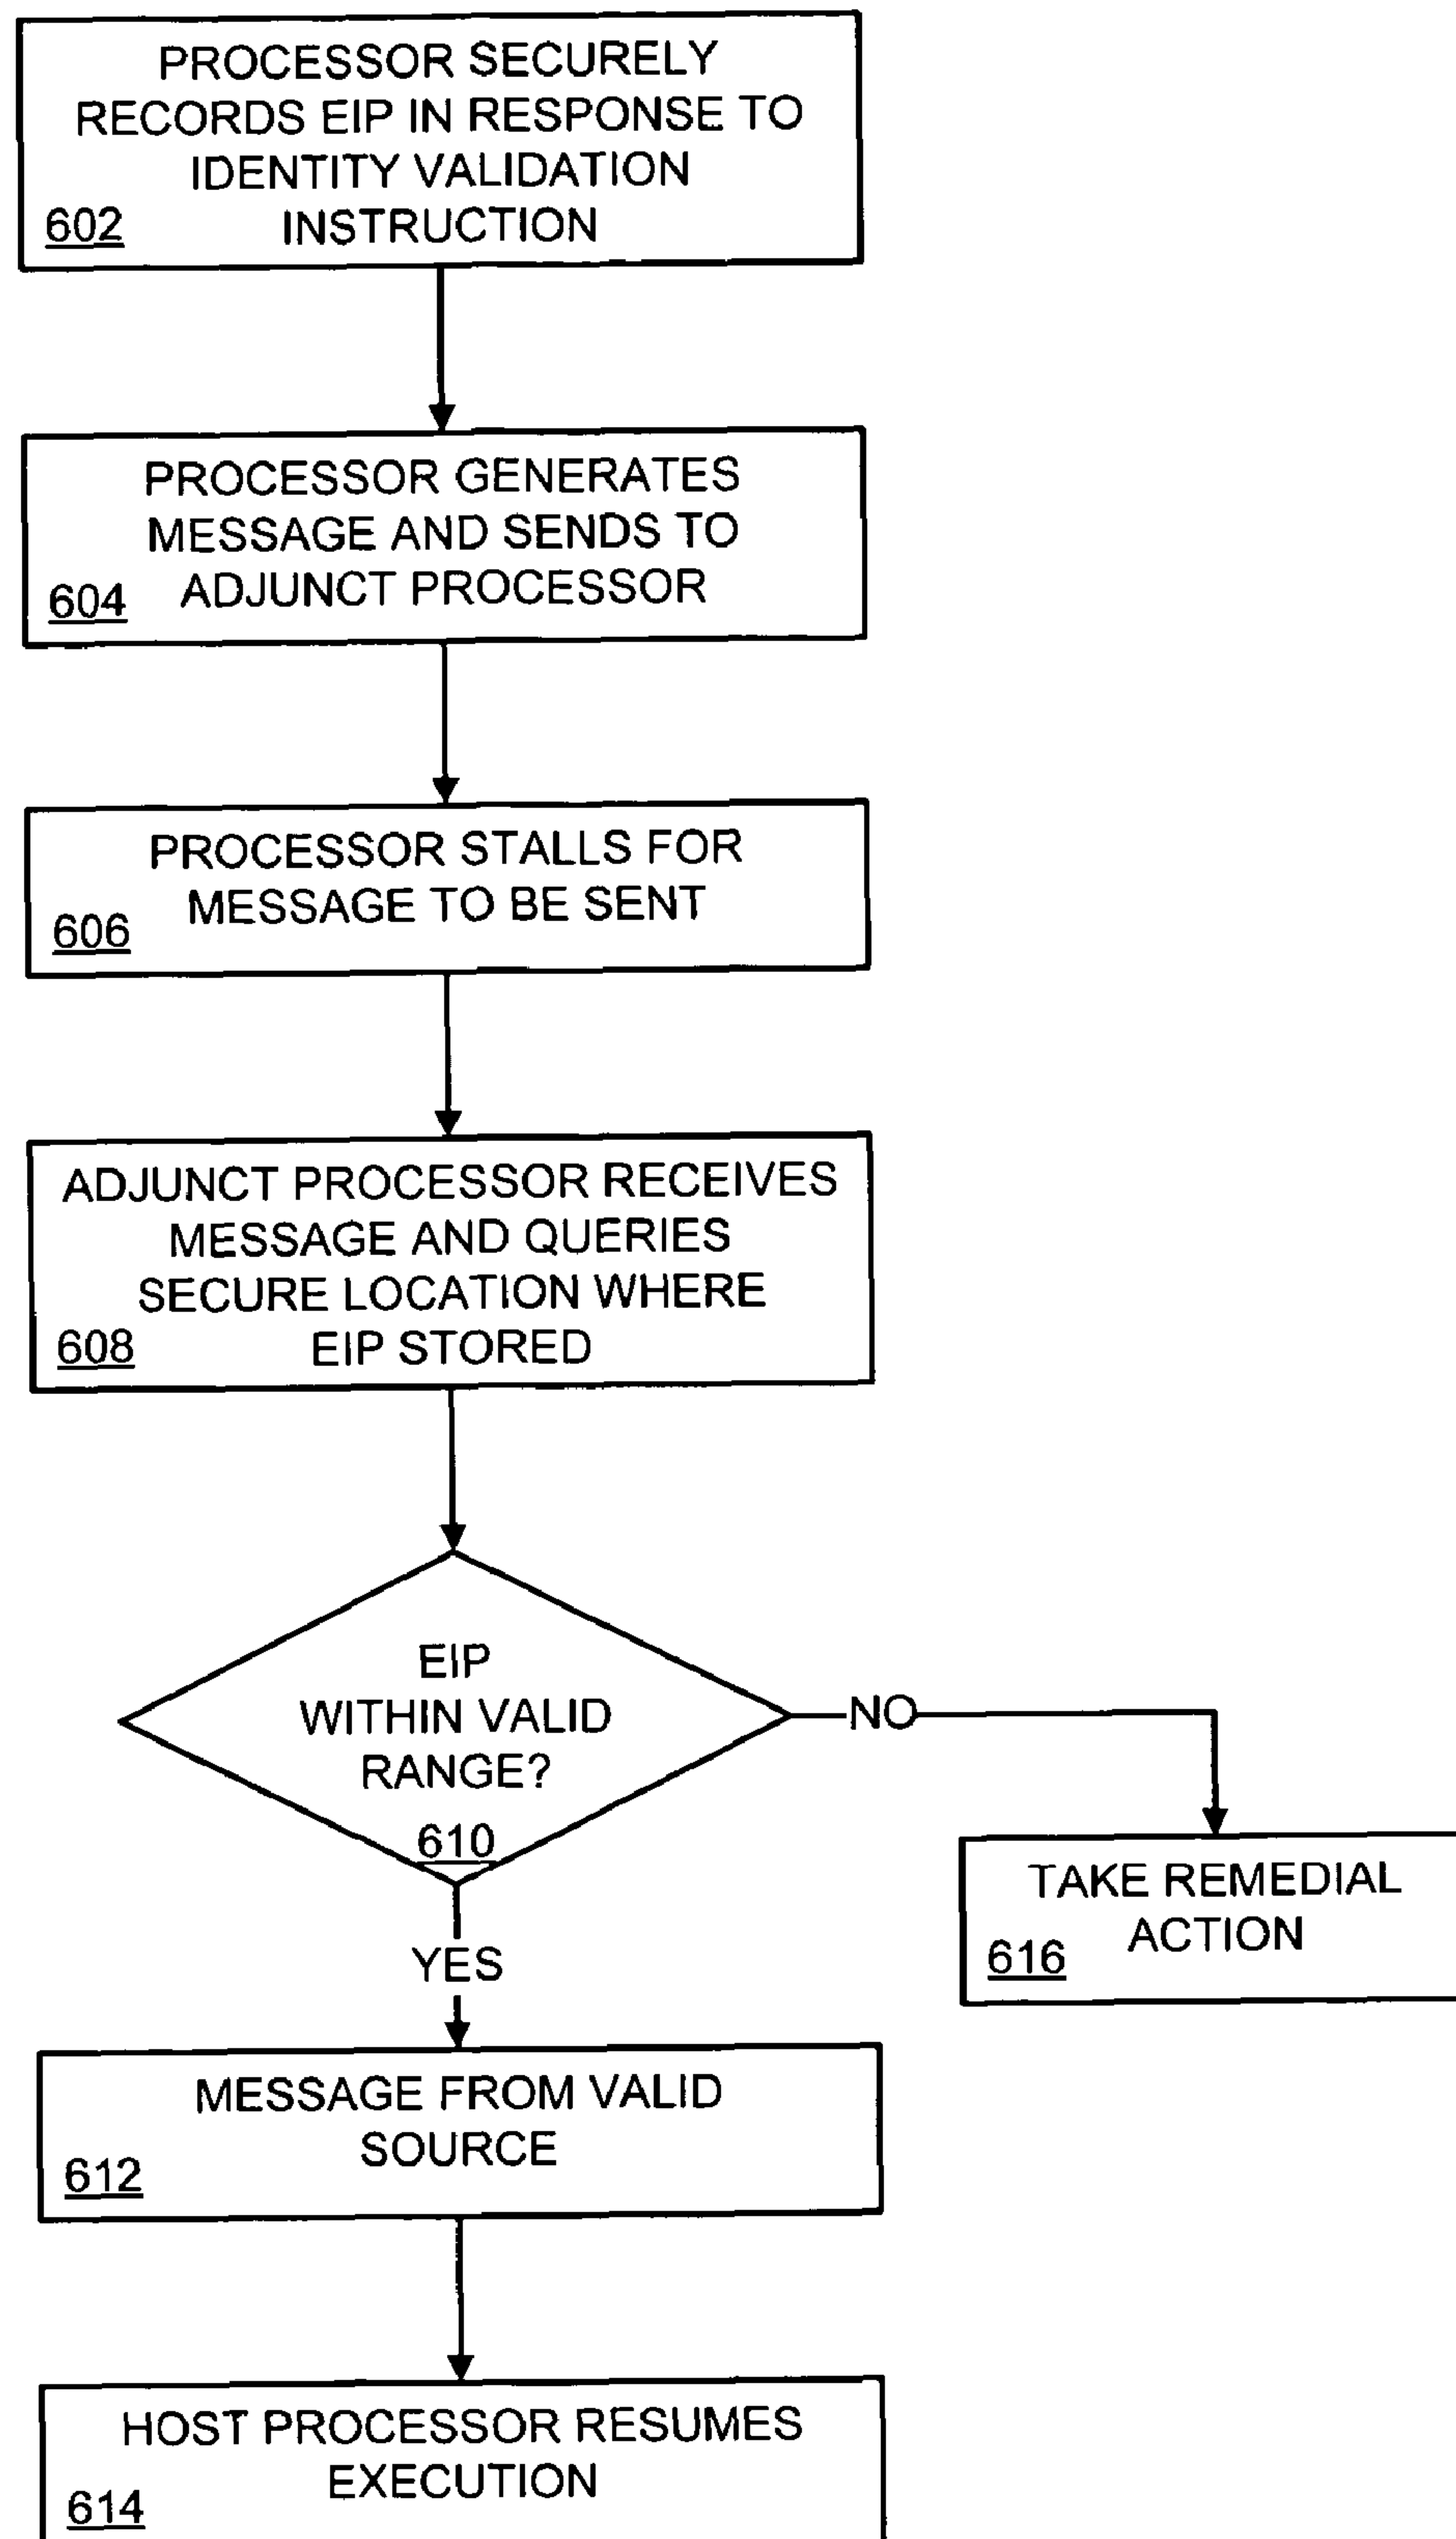 PROCESSOR SECURELY
RECORDS EIP IN RESPONSE TO
IDENTITY VALIDATION
602 INSTRUCTION
PROCESSOR GENERATES
MESSAGE AND SENDS TO
604 ADJUNCT PROCESSOR
PROCESSOR STALLS FOR
MESSAGE TO BE SENT
606
ADJUNCT PROCESSOR RECEIVES
MESSAGE AND QUERIES
SECURE LOCATION WHERE
608 EIP STORED
EIP
WITHIN VALID
RANGE?
610
NO
TAKE REMEDIAL
ACTION
616
YES
MESSAGE FROM VALID
SOURCE
612
HOST PROCESSOR RESUMES
EXECUTION
614